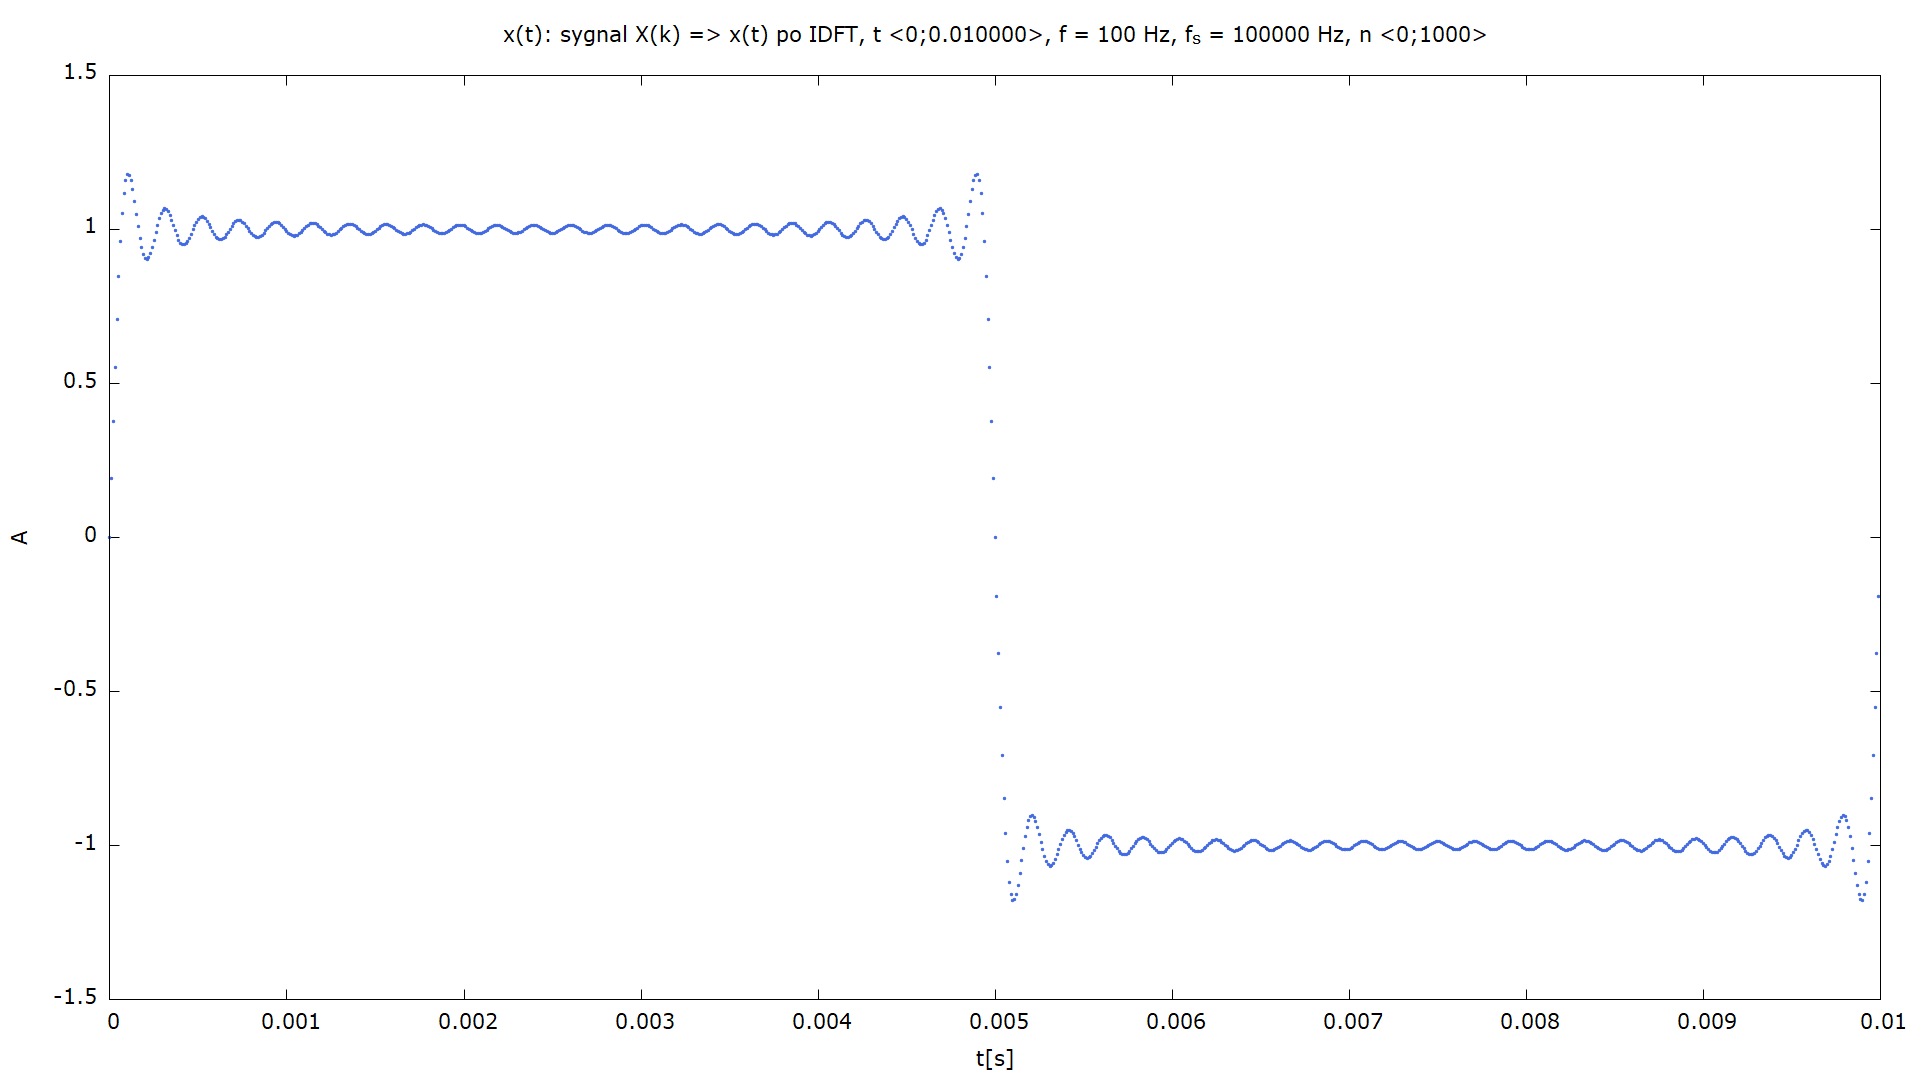 x(t): sygnal X(k) => x(t) po IDFT, t <0;0.010000>, f = 100 Hz, fₛ = 100000 Hz, n <0;1000>
1.5
1
0.5
0
-0.5
-1
-1.5
A
0 0.001 0.002 0.003 0.004 0.005 0.006 0.007 0.008 0.009 0.01
t[s]